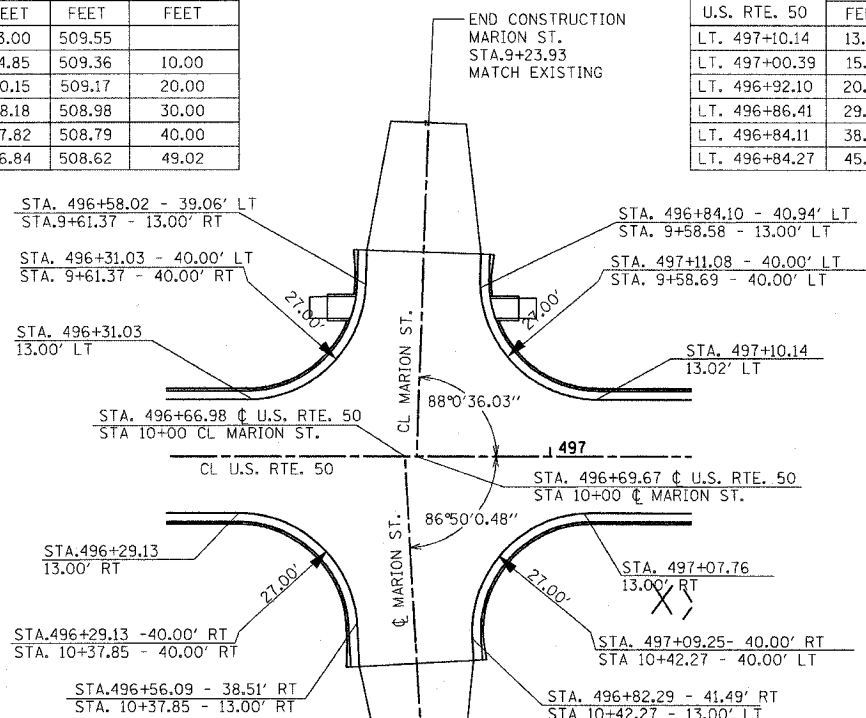 FEET FEET
509.55
509.36 10.00
509.17 20.00
508.98 30.00
508.79 40.00
508.62 49.02
END CONSTRUCTION
MARION ST.
STA.9+23.93
MATCH EXISTING
U.S. RTE. 50
LT. 497+10.14 13.
LT. 497+00.39 15.
LT. 496+92.10 20.
LT. 496+86.41 29.
LT. 496+84.11 38.
LT. 496+84.27 45.
STA. 496+58.02 - 39.06' LT
STA.9+61.37 - 13.00' RT
STA. 496+84.10 - 40.94' LT
STA. 9+58.58 - 13.00' LT
STA. 496+31.03 - 40.00' LT
STA. 9+61.37 - 40.00' RT
STA. 497+11.08 - 40.00' LT
STA. 9+58.69 - 40.00' LT
27.00'
27.00'
STA. 496+31.03
13.00' LT
STA. 497+10.14
13.02' LT
CL MARION ST.
88°0'36.03"
STA. 496+66.98 ℄ U.S. RTE. 50
STA 10+00 CL MARION ST.
497
CL U.S. RTE. 50
STA. 496+69.67 ℄ U.S. RTE. 50
STA 10+00 ℄ MARION ST.
86°50'0.48"
℄ MARION ST.
STA.496+29.13
13.00' RT
STA. 497+07.76
13.00' RT
27.00'
27.00'
STA.496+29.13 -40.00' RT
STA. 10+37.85 - 40.00' RT
STA. 497+09.25- 40.00' RT
STA 10+42.27 - 40.00' LT
STA.496+56.09 - 38.51' RT
STA. 10+37.85 - 13.00' RT
STA. 496+82.29 - 41.49' RT
STA 10+42.27 - 13.00' LT